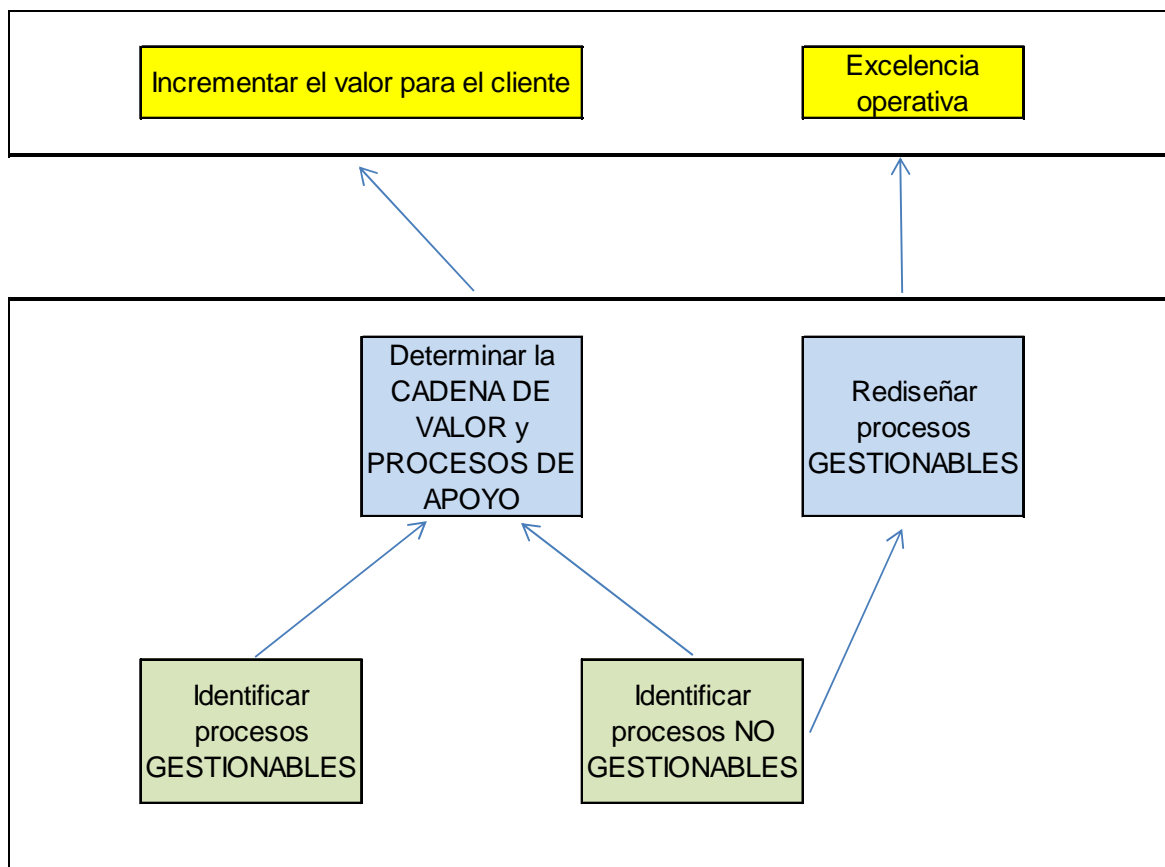 Incrementar el valor para el cliente
Excelencia
operativa
Determinar la
CADENA DE
VALOR y
PROCESOS DE
APOYO
Rediseñar
procesos
GESTIONABLES
Identificar
procesos
GESTIONABLES
Identificar
procesos NO
GESTIONABLES